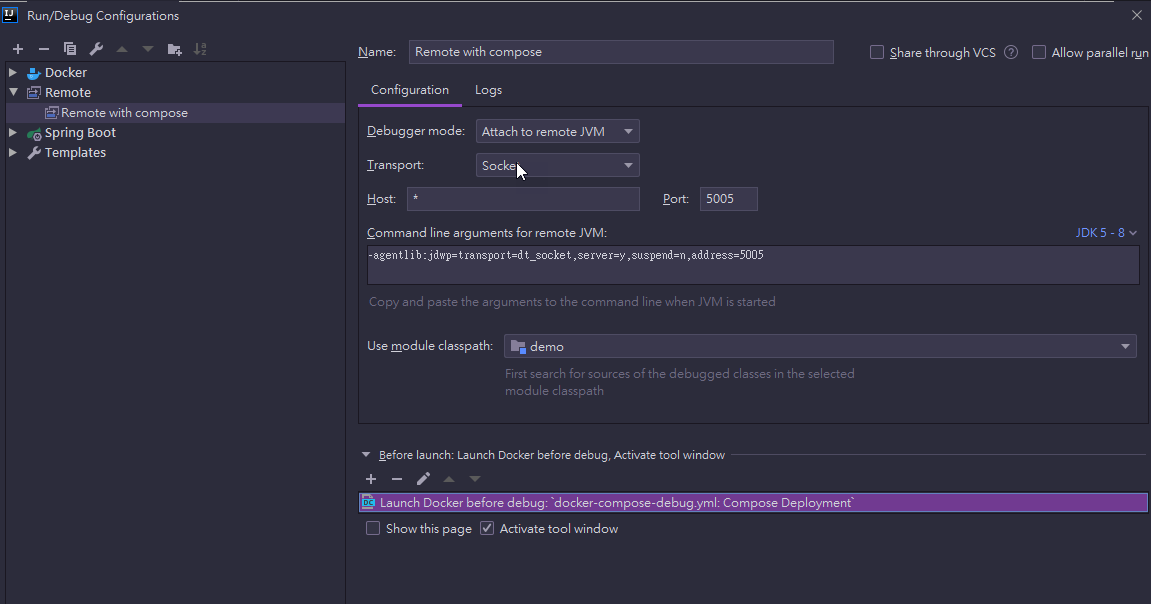 Run/Debug Configurations
Docker
Remote
Remote with compose
Spring Boot
Templates
Name: Remote with compose
Share through VCS
Allow parallel run
Configuration Logs
Debugger mode: Attach to remote JVM
Transport: Socket
Host: * Port: 5005
Command line arguments for remote JVM: JDK 5 - 8
-agentlib:jdwp=transport=dt_socket,server=y,suspend=n,address=5005
Copy and paste the arguments to the command line when JVM is started
Use module classpath: demo
First search for sources of the debugged classes in the selected
module classpath
Before launch: Launch Docker before debug, Activate tool window
Launch Docker before debug: `docker-compose-debug.yml: Compose Deployment`
Show this page Activate tool window